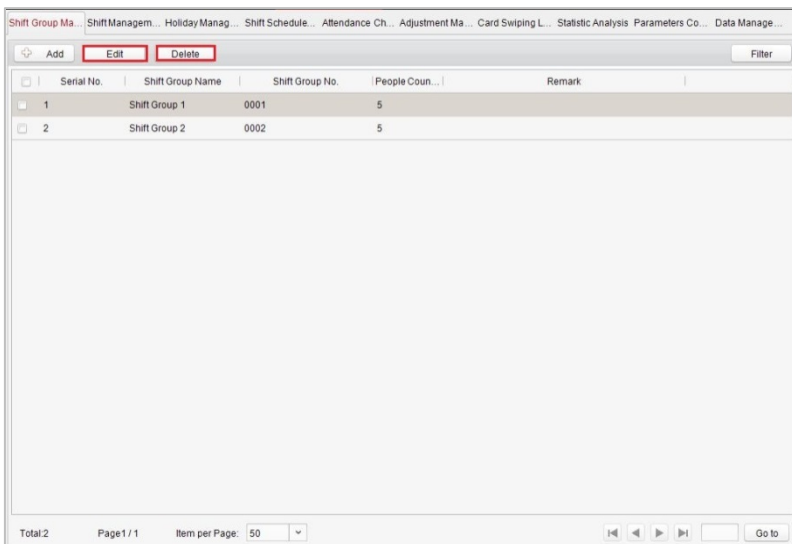 Shift Group Ma... Shift Managem... Holiday Manag... Shift Schedule... Attendance Ch... Adjustment Ma... Card Swiping L... Statistic Analysis Parameters Co... Data Manage...
Add Edit Delete Filter
Serial No. Shift Group Name Shift Group No. People Coun... Remark
1 Shift Group 1 0001 5
2 Shift Group 2 0002 5
Total:2 Page1 / 1 Item per Page: 50 Go to